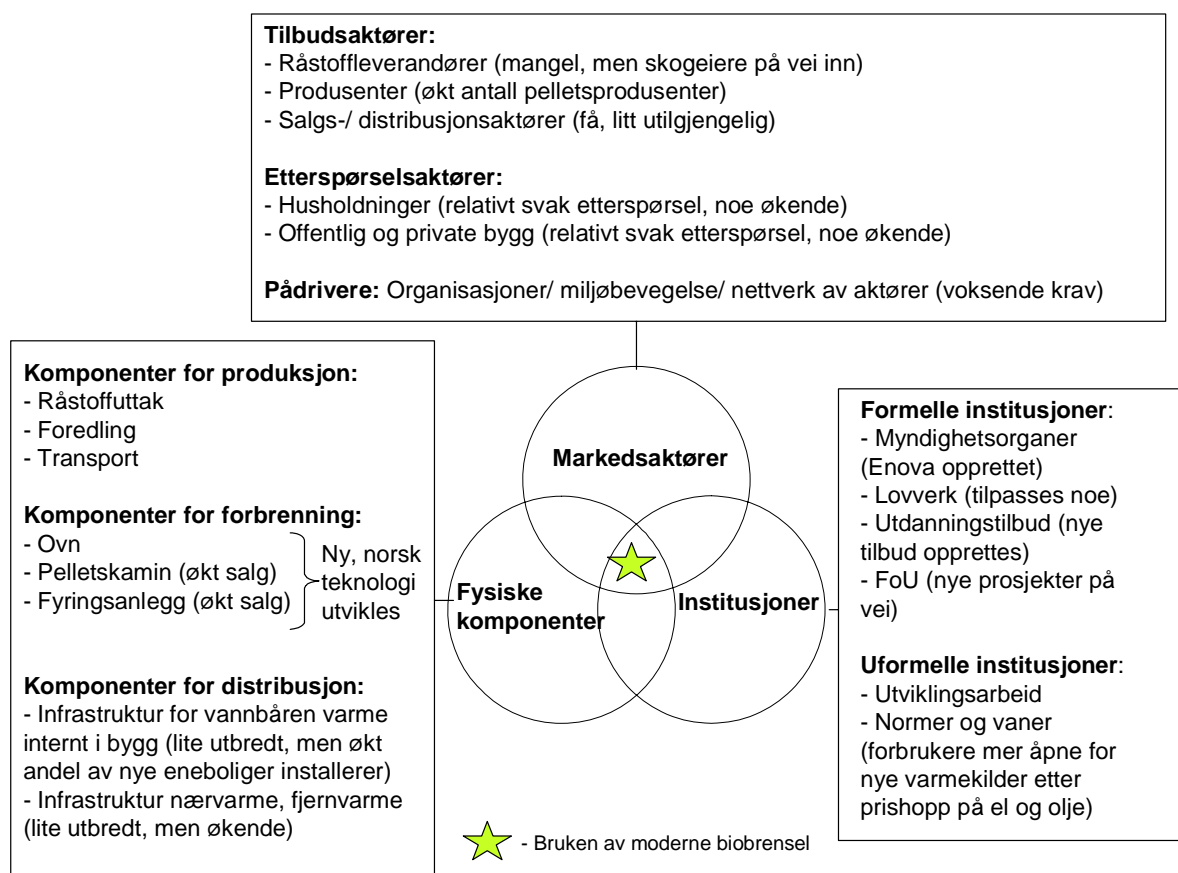 Tilbudsaktører:
- Råstoffleverandører (mangel, men skogeiere på vei inn)
- Produsenter (økt antall pelletsprodusenter)
- Salgs-/ distribusjonsaktører (få, litt utilgjengelig)
Etterspørselsaktører:
- Husholdninger (relativt svak etterspørsel, noe økende)
- Offentlig og private bygg (relativt svak etterspørsel, noe økende)
Pådrivere: Organisasjoner/ miljøbevegelse/ nettverk av aktører (voksende krav)
Komponenter for produksjon:
- Råstoffuttak
- Foredling
- Transport
Komponenter for forbrenning:
- Ovn
- Pelletskamin (økt salg)
- Fyringsanlegg (økt salg)
Ny, norsk
teknologi
utvikles
Komponenter for distribusjon:
- Infrastruktur for vannbåren varme
internt i bygg (lite utbredt, men økt
andel av nye eneboliger installerer)
- Infrastruktur nærvarme, fjernvarme
(lite utbredt, men økende)
Markedsaktører
Fysiske
komponenter
Institusjoner
Formelle institusjoner:
- Myndighetsorganer
(Enova opprettet)
- Lovverk (tilpasses noe)
- Utdanningstilbud (nye
tilbud opprettes)
- FoU (nye prosjekter på
vei)
Uformelle institusjoner:
- Utviklingsarbeid
- Normer og vaner
(forbrukere mer åpne for
nye varmekilder etter
prishopp på el og olje)
- Bruken av moderne biobrensel